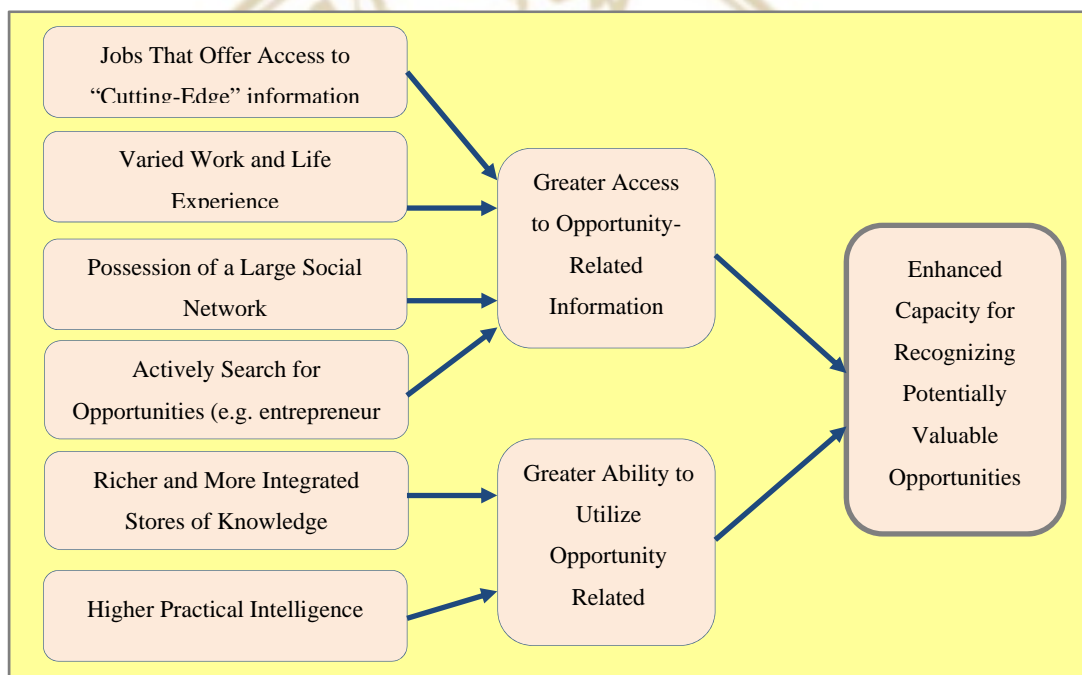 Jobs That Offer Access to
“Cutting-Edge” information
Varied Work and Life
Experience
Possession of a Large Social
Network
Actively Search for
Opportunities (e.g. entrepreneur
Richer and More Integrated
Stores of Knowledge
Higher Practical Intelligence
Greater Access
to Opportunity-
Related
Information
Greater Ability to
Utilize
Opportunity
Related
Enhanced
Capacity for
Recognizing
Potentially
Valuable
Opportunities